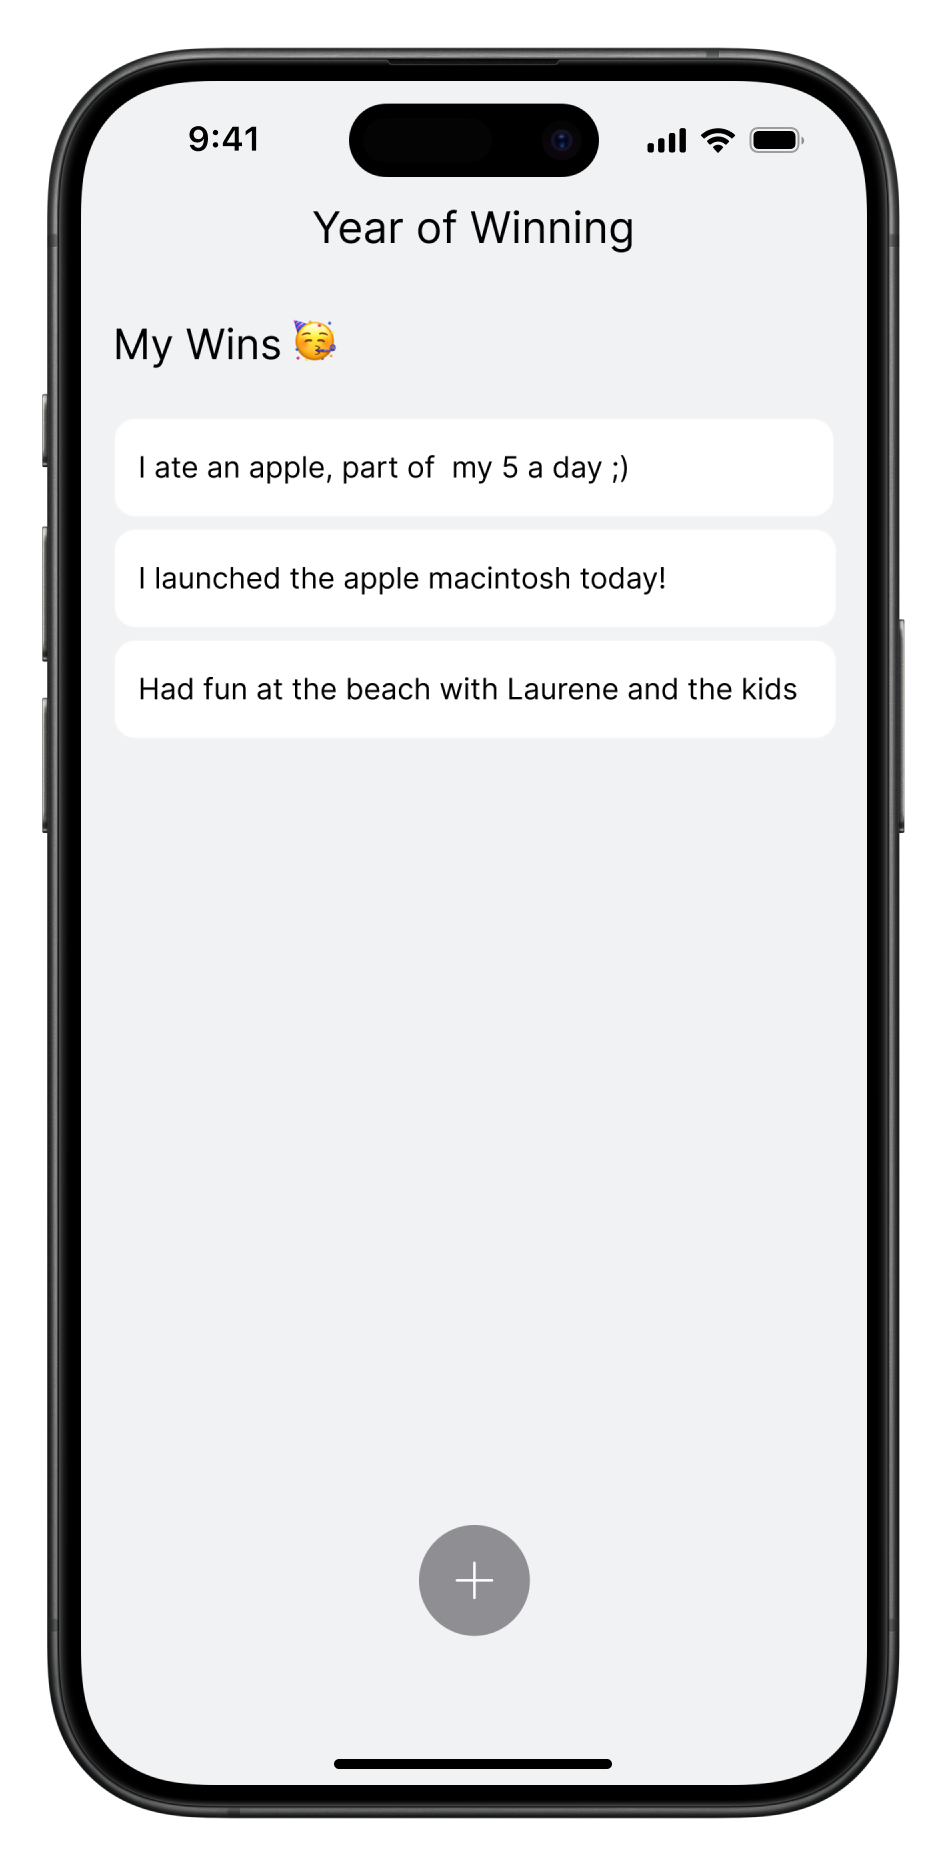 9:41
Year of Winning
My Wins 🥳
I ate an apple, part of  my 5 a day ;)
I launched the apple macintosh today!
Had fun at the beach with Laurene and the kids